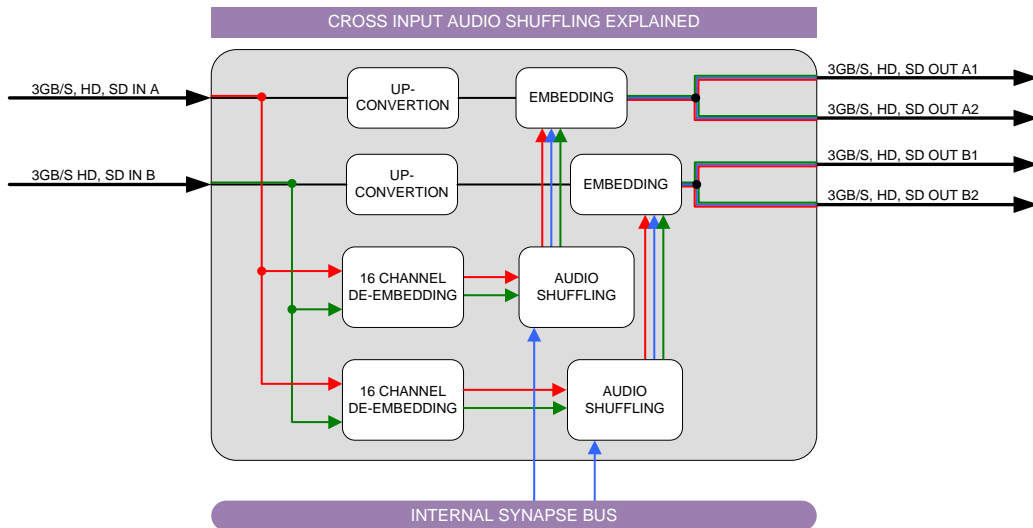 CROSS INPUT AUDIO SHUFFLING EXPLAINED
3GB/S, HD, SD IN A
UP-
CONVERTION
EMBEDDING
3GB/S, HD, SD OUT A1
3GB/S, HD, SD OUT A2
3GB/S HD, SD IN B
UP-
CONVERTION
EMBEDDING
3GB/S, HD, SD OUT B1
3GB/S, HD, SD OUT B2
16 CHANNEL
DE-EMBEDDING
AUDIO
SHUFFLING
16 CHANNEL
DE-EMBEDDING
AUDIO
SHUFFLING
INTERNAL SYNAPSE BUS